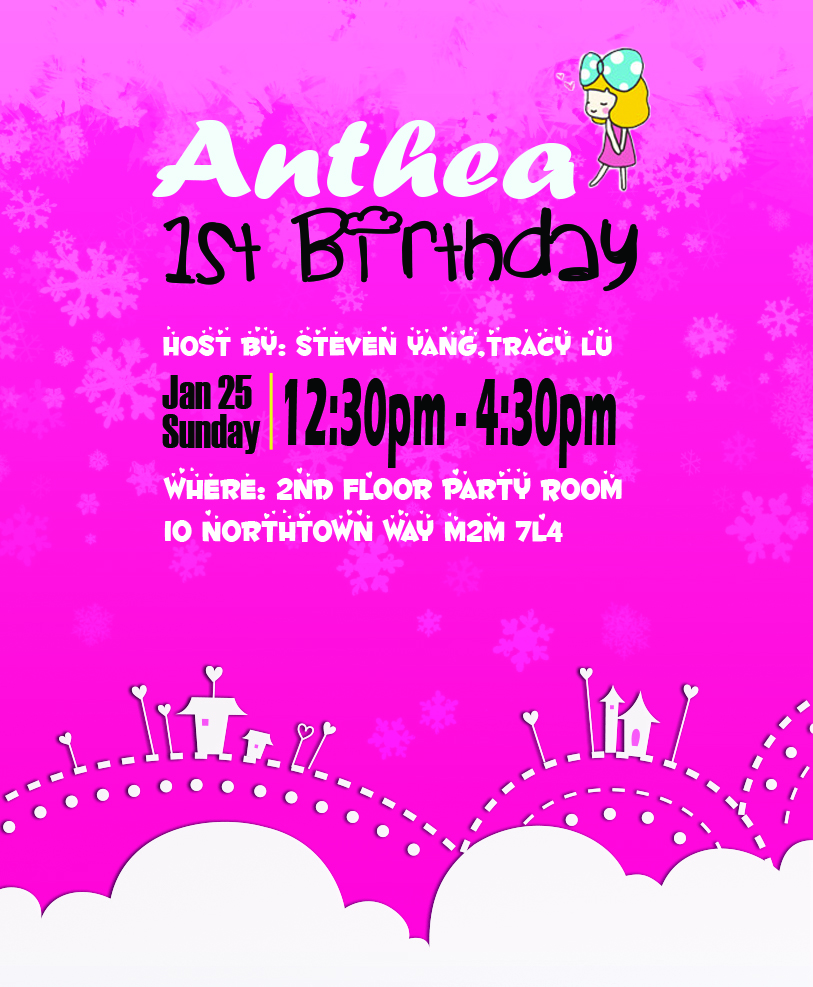 Anthea
1st Birthday
HOST BY: STEVEN YANG,TRACY LU
Jan 25
Sunday
12:30pm - 4:30pm
WHERE: 2ND FLOOR PARTY ROOM
10 NORTHTOWN WAY M2M 7L4